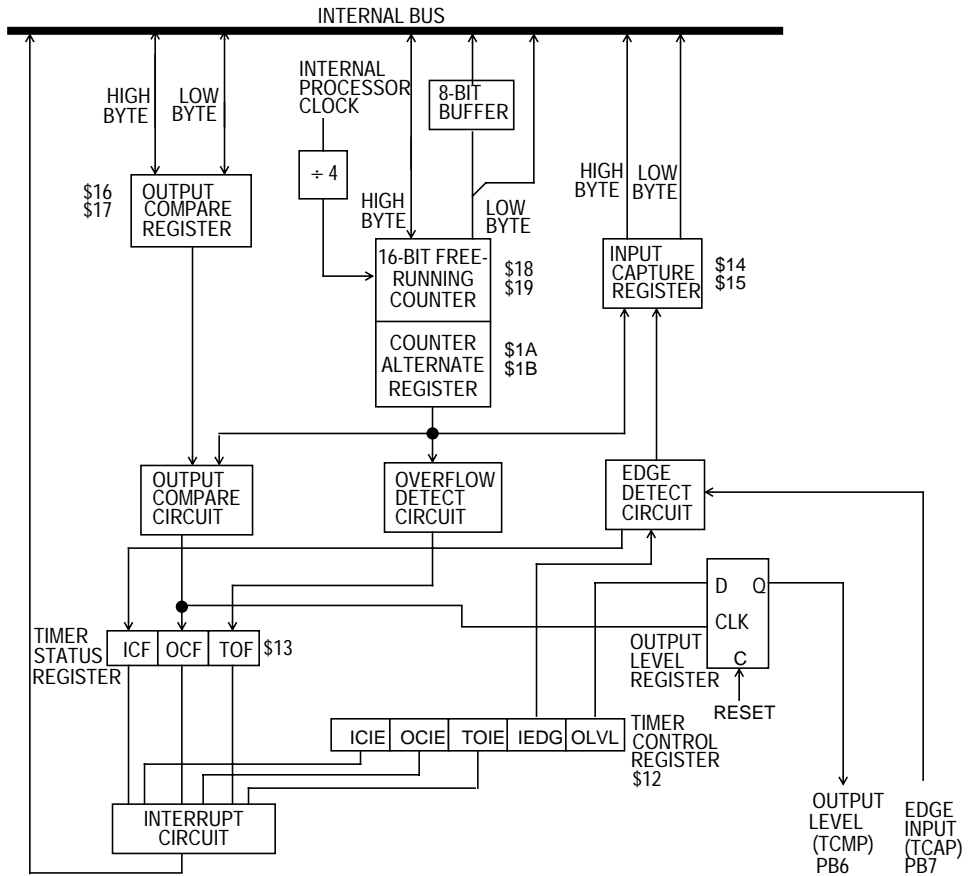 INTERNAL BUS
HIGH
BYTE
LOW
BYTE
INTERNAL
PROCESSOR
CLOCK
8-BIT
BUFFER
÷ 4
HIGH
BYTE
LOW
BYTE
HIGH
BYTE
LOW
BYTE
$16
$17
OUTPUT
COMPARE
REGISTER
16-BIT FREE-
RUNNING
COUNTER
$18
$19
INPUT
CAPTURE
REGISTER
$14
$15
COUNTER
ALTERNATE
REGISTER
$1A
$1B
OUTPUT
COMPARE
CIRCUIT
OVERFLOW
DETECT
CIRCUIT
EDGE
DETECT
CIRCUIT
D Q
CLK
C
OUTPUT
LEVEL
REGISTER
RESET
TIMER
STATUS
REGISTER
ICF OCF TOF $13
ICIE OCIE TOIE IEDG OLVL
TIMER
CONTROL
REGISTER
$12
INTERRUPT
CIRCUIT
OUTPUT
LEVEL
(TCMP)
PB6
EDGE
INPUT
(TCAP)
PB7